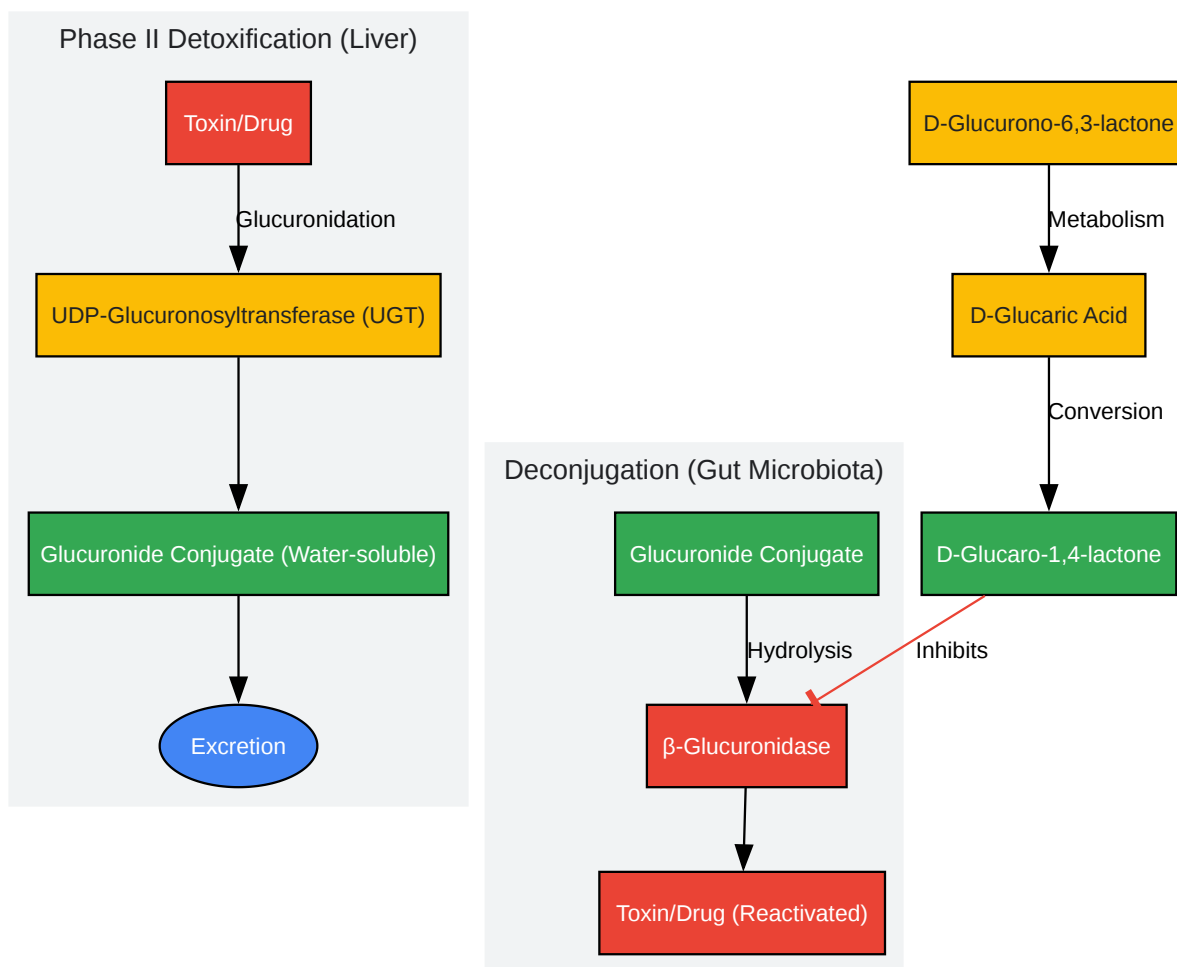 Phase II Detoxification (Liver)
Toxin/Drug
Glucuronidation
UDP-Glucuronosyltransferase (UGT)
Glucuronide Conjugate (Water-soluble)
Excretion
Deconjugation (Gut Microbiota)
Glucuronide Conjugate
Hydrolysis
β-Glucuronidase
Toxin/Drug (Reactivated)
D-Glucurono-6,3-lactone
Metabolism
D-Glucaric Acid
Conversion
D-Glucaro-1,4-lactone
Inhibits